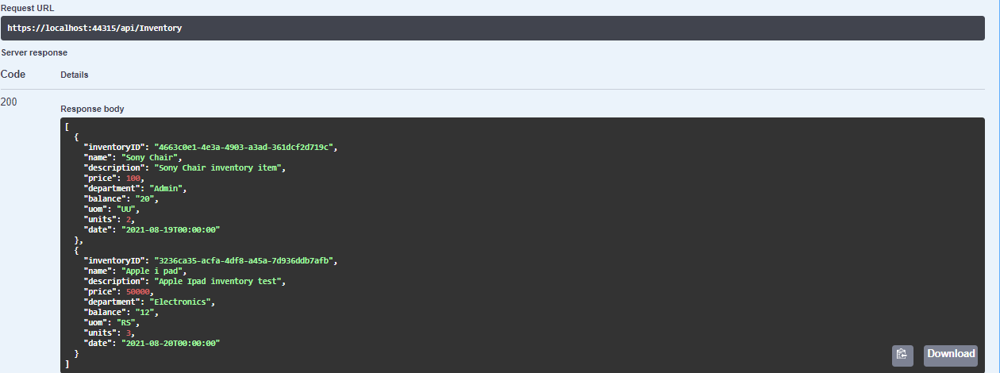 Request URL
https://localhost:44315/api/Inventory
Server response
Code Details
200
Response body
[
  {
    "inventoryID": "4663c0e1-4e3a-4903-a3ad-361dcf2d719c",
    "name": "Sony Chair",
    "description": "Sony Chair inventory item",
    "price": 100,
    "department": "Admin",
    "balance": "20",
    "uom": "UU",
    "units": 2,
    "date": "2021-08-19T00:00:00"
  },
  {
    "inventoryID": "3236ca35-acfa-4df8-a45a-7d936ddb7afb",
    "name": "Apple i pad",
    "description": "Apple Ipad inventory test",
    "price": 50000,
    "department": "Electronics",
    "balance": "12",
    "uom": "RS",
    "units": 3,
    "date": "2021-08-20T00:00:00"
  }
]
Download